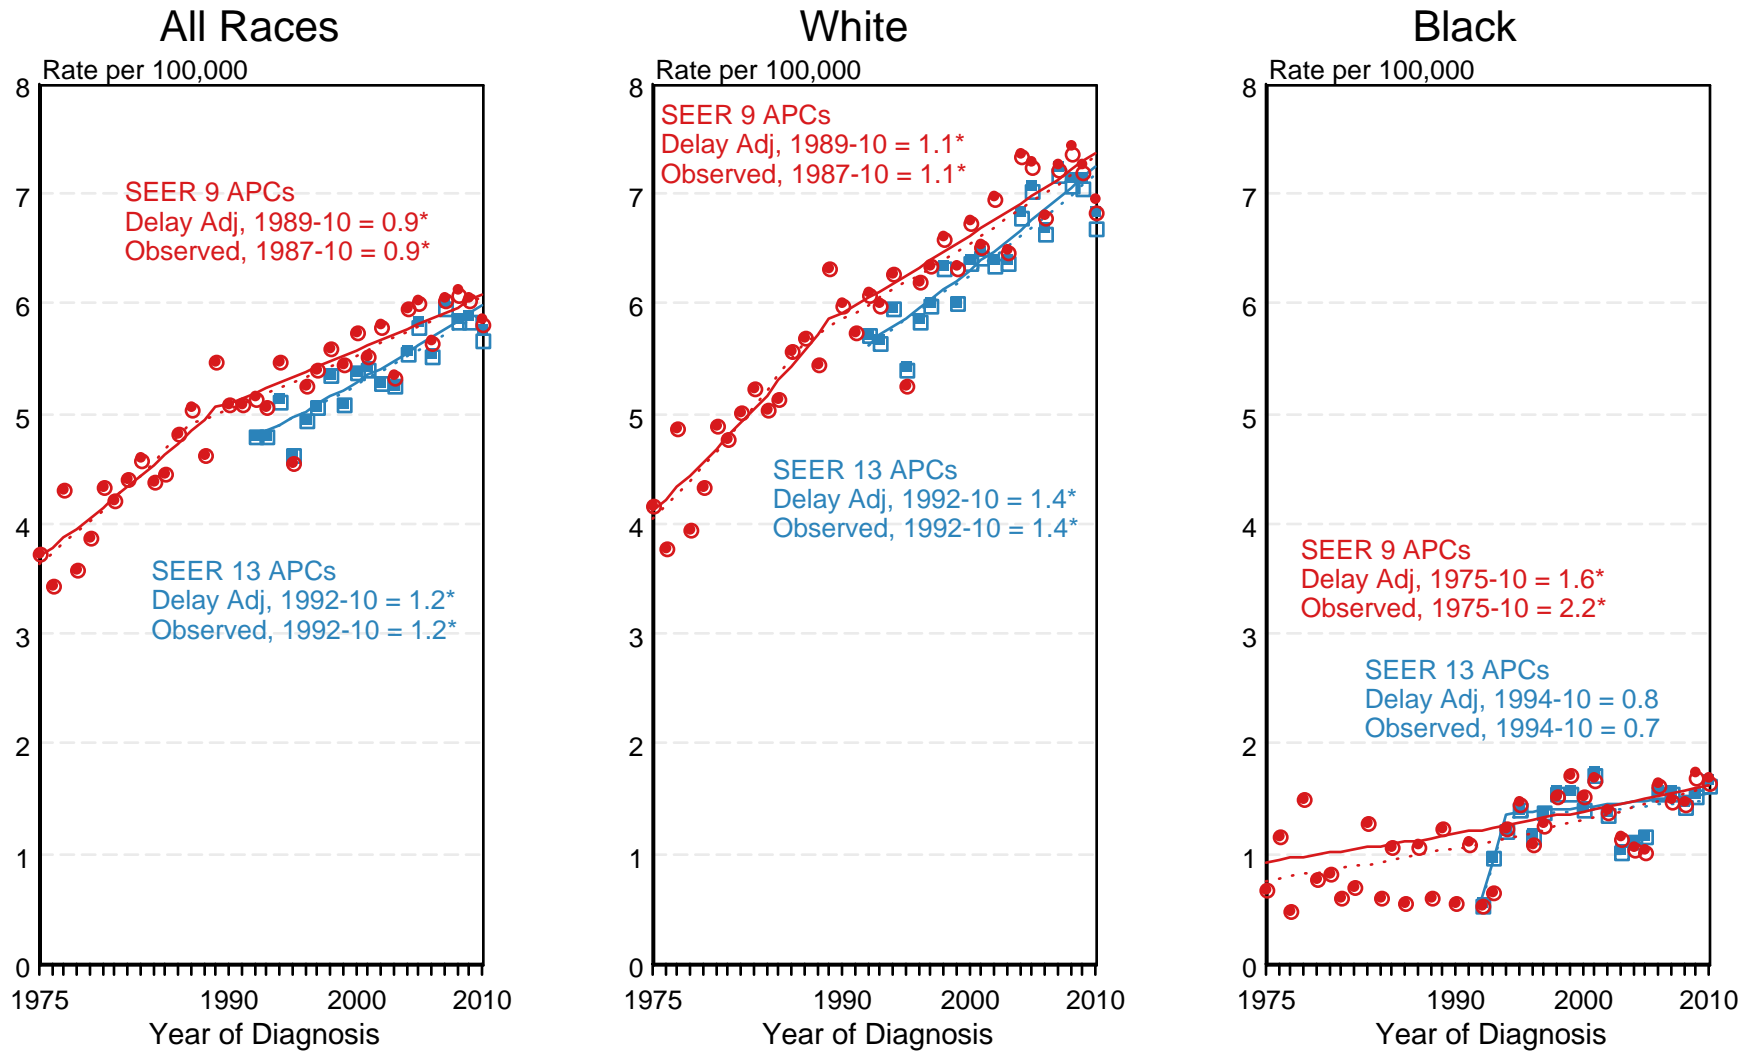 All Races
Rate per 100,000
8
7
6
5
4
3
2
1
0
SEER 9 APCs
Delay Adj, 1989-10 = 0.9*
Observed, 1987-10 = 0.9*
SEER 13 APCs
Delay Adj, 1992-10 = 1.2*
Observed, 1992-10 = 1.2*
1975 1990 2000 2010
Year of Diagnosis
White
Rate per 100,000
8
7
6
5
4
3
2
1
0
SEER 9 APCs
Delay Adj, 1989-10 = 1.1*
Observed, 1987-10 = 1.1*
SEER 13 APCs
Delay Adj, 1992-10 = 1.4*
Observed, 1992-10 = 1.4*
1975 1990 2000 2010
Year of Diagnosis
Black
Rate per 100,000
8
7
6
5
4
3
2
1
0
SEER 9 APCs
Delay Adj, 1975-10 = 1.6*
Observed, 1975-10 = 2.2*
SEER 13 APCs
Delay Adj, 1994-10 = 0.8
Observed, 1994-10 = 0.7
1975 1990 2000 2010
Year of Diagnosis